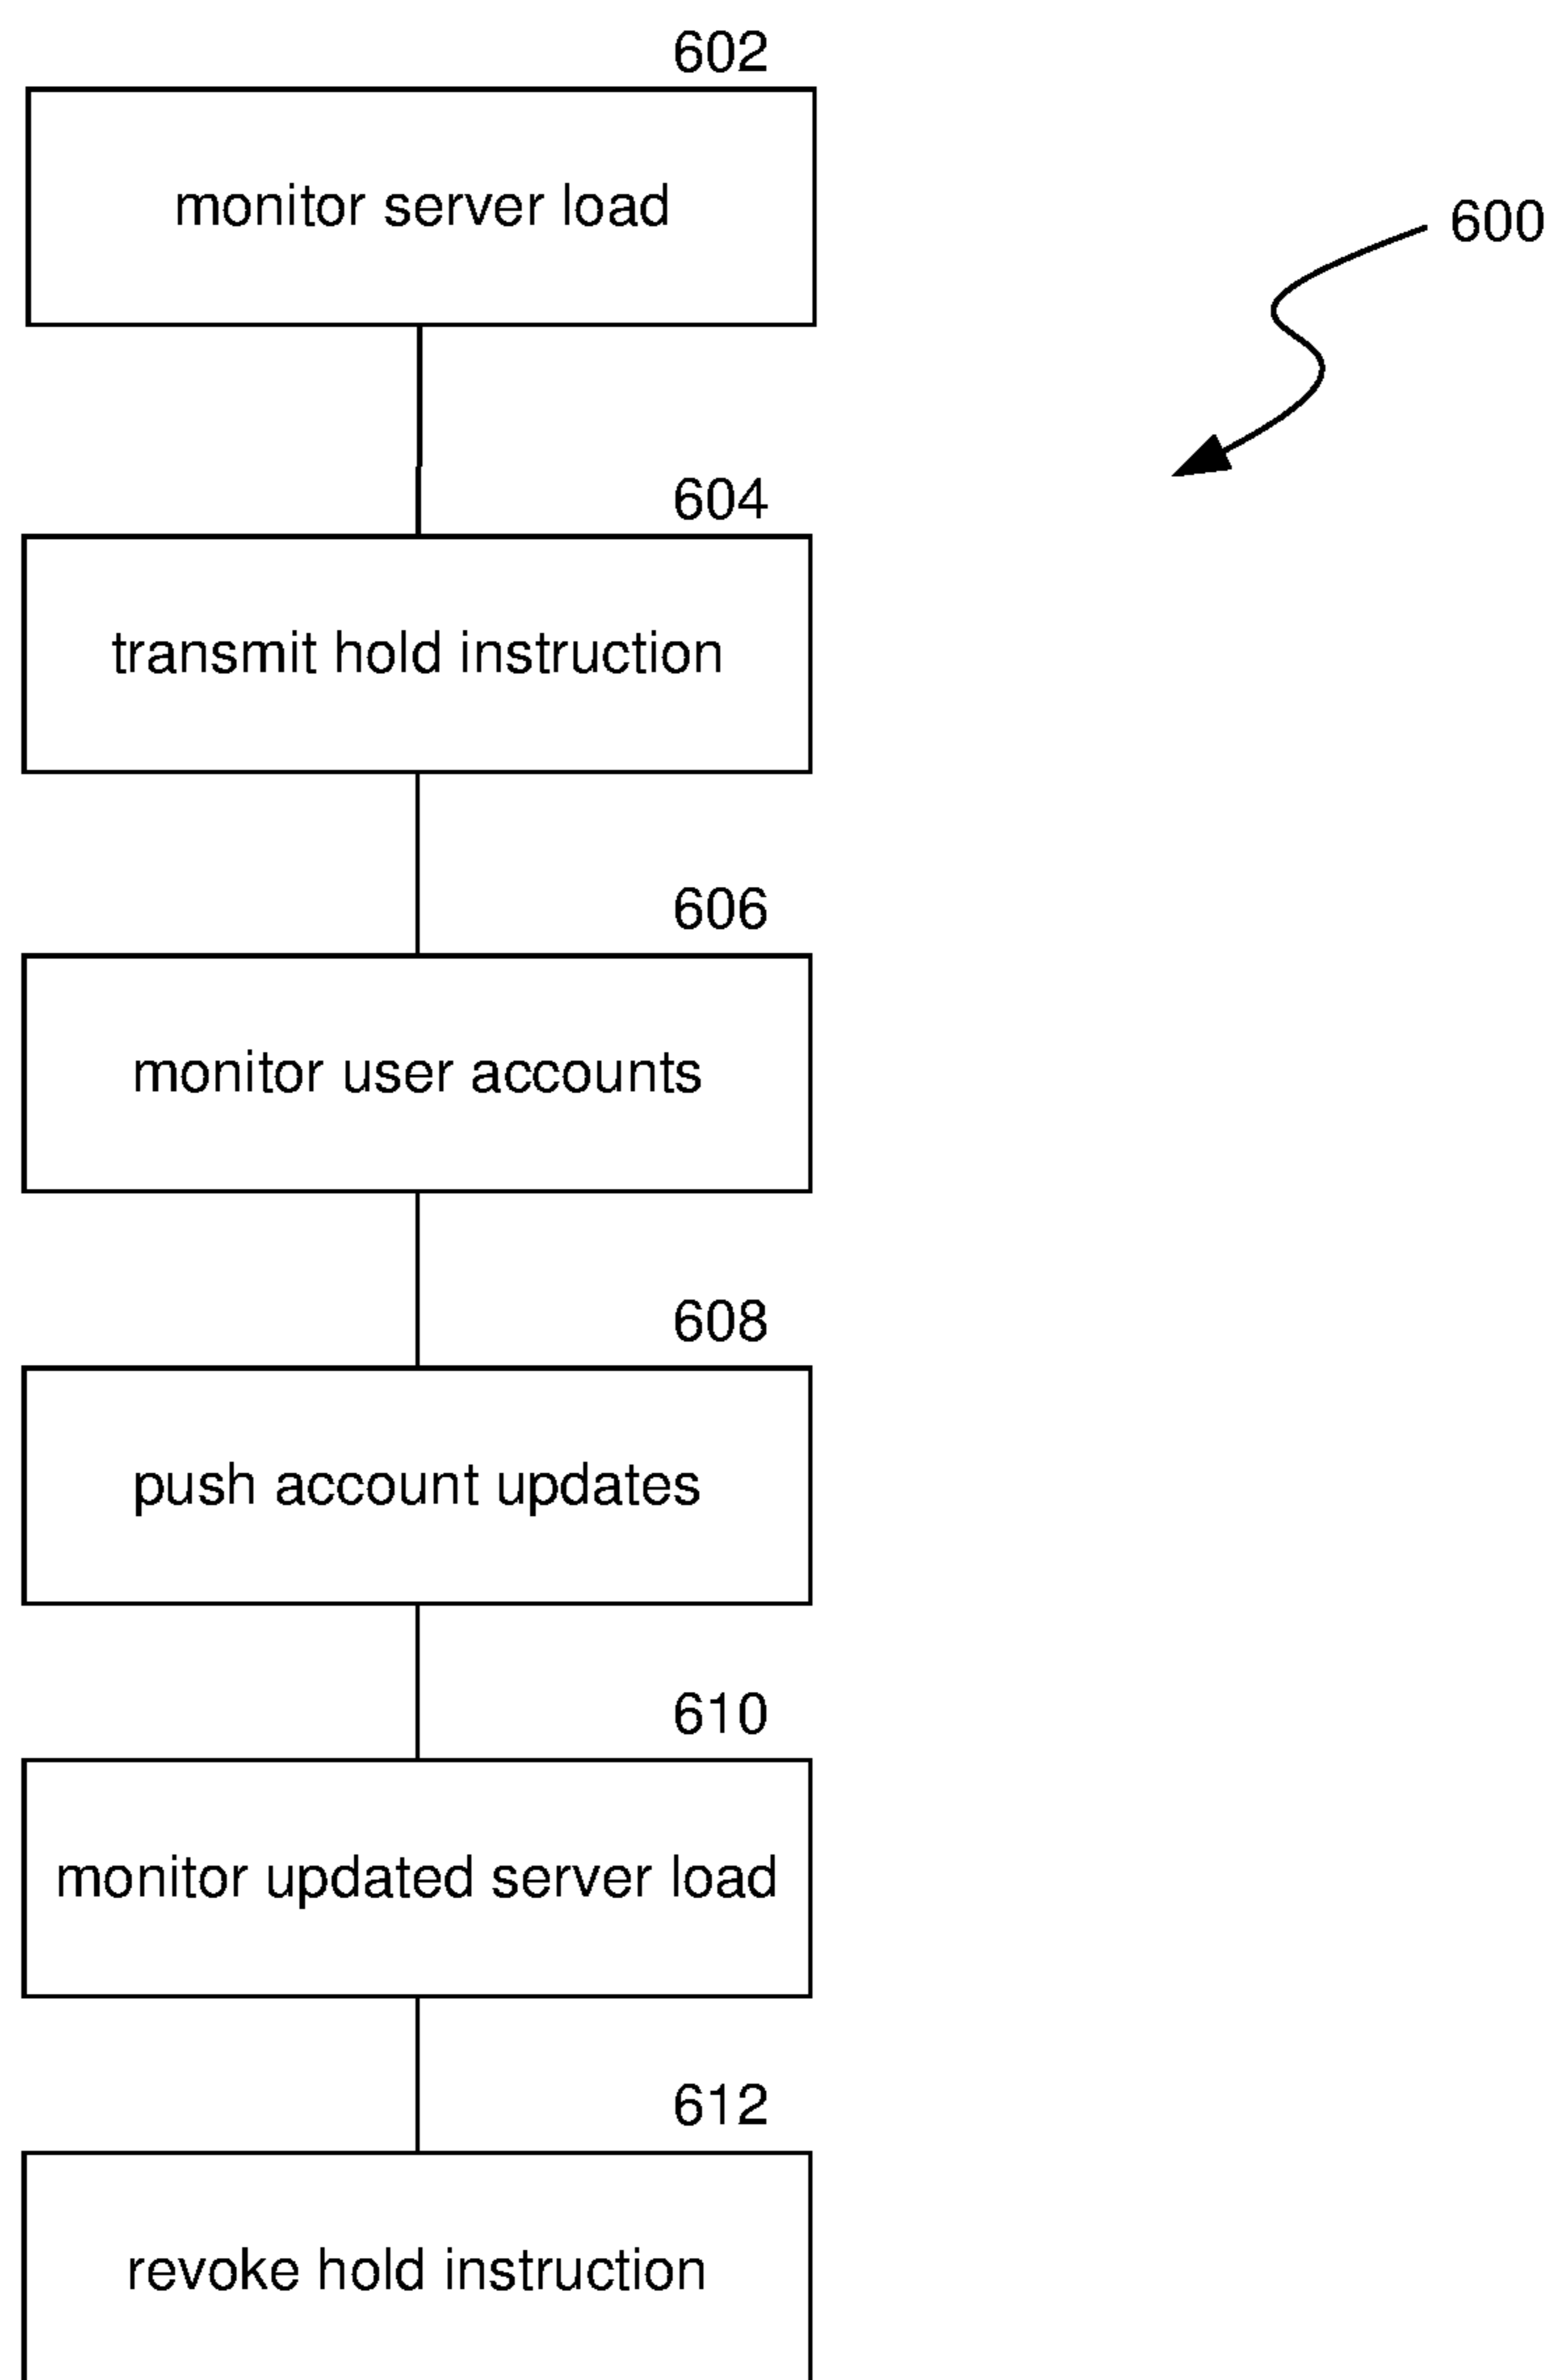 602
monitor server load
600
604
transmit hold instruction
606
monitor user accounts
608
push account updates
610
monitor updated server load
612
revoke hold instruction